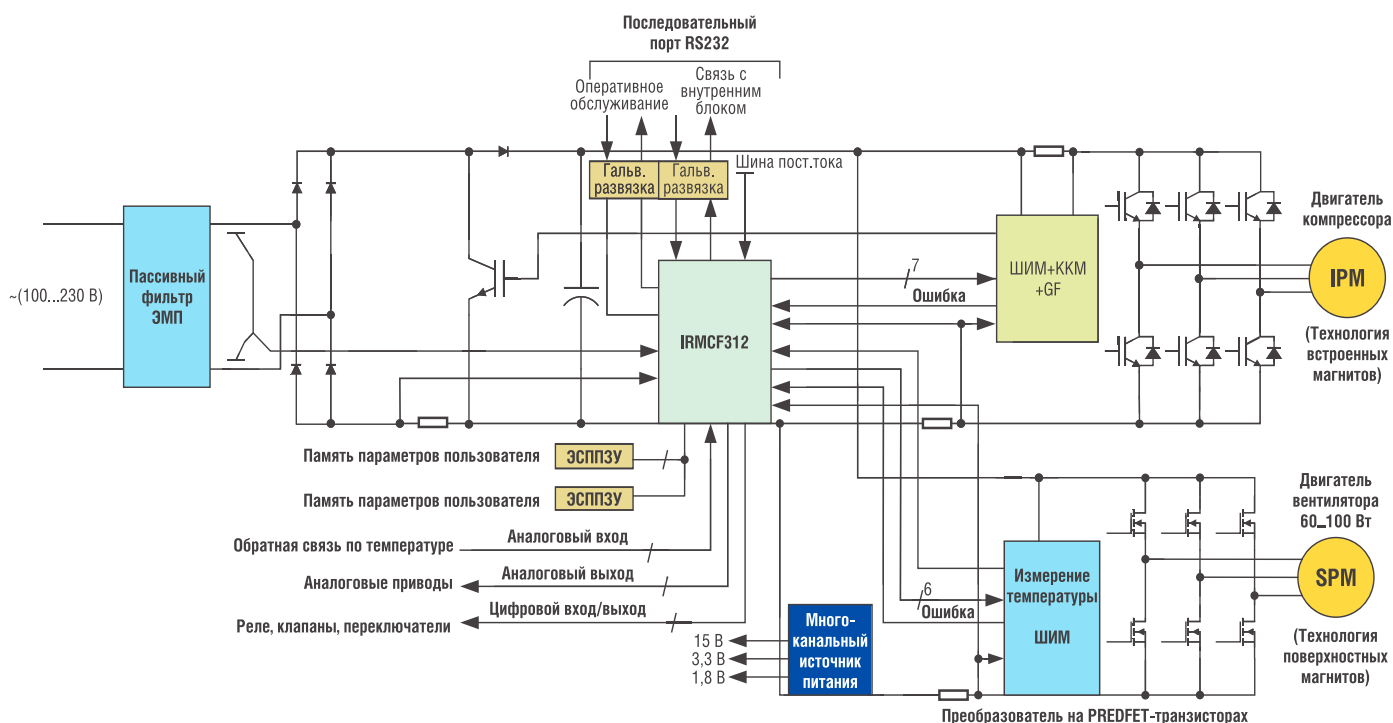 Последовательный
порт RS232
Оперативное
обслуживание
Связь с
внутренним
блоком
Гальв.
развязка
Гальв.
развязка
Шина пост.тока
Пассивный
фильтр
ЭМП
~(100...230 В)
IRMCF312
7
Ошибка
ШИМ+ККМ
+GF
Двигатель
компрессора
IPM
(Технология
встроенных
магнитов)
Память параметров пользователя
ЭСППЗУ
Память параметров пользователя
ЭСППЗУ
Обратная связь по температуре
Аналоговый вход
Аналоговые приводы
Аналоговый выход
Реле, клапаны, переключатели
Цифровой вход/выход
15 В
3,3 В
1,8 В
Много-
канальный
источник
питания
6
Ошибка
Измерение
температуры
ШИМ
Двигатель
вентилятора
60...100 Вт
SPM
(Технология
поверхностных
магнитов)
Преобразователь на PREDFET-транзисторах